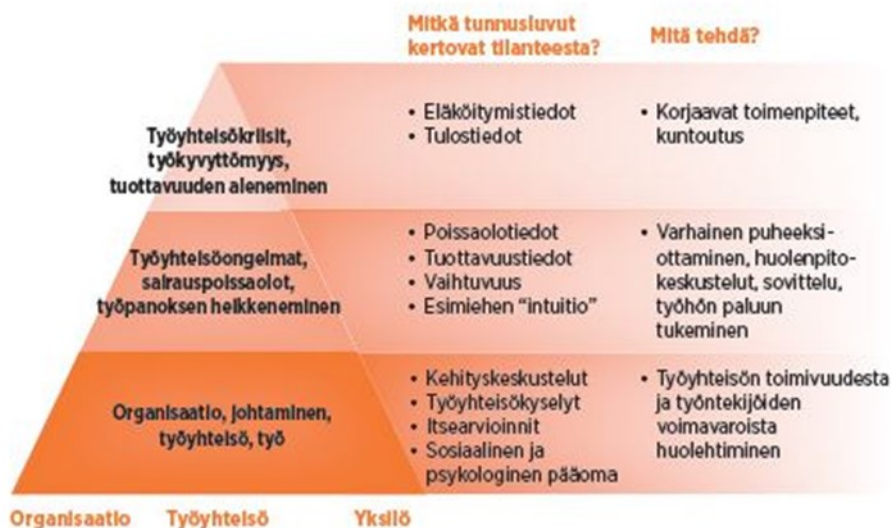 Mitkä tunnusluvut
kertovat tilanteesta?
Mitä tehdä?
Työyhteisökriisit,
työkyvyttömyys,
tuottavuuden aleneminen
• Eläköitymistiedot
• Tulostiedot
• Korjaavat toimenpiteet,
kuntoutus
Työyhteisöongelmat,
sairauspoissaolot,
työpanoksen heikkeneminen
• Poissaolotiedot
• Tuottavuustiedot
• Vaihtuvuus
• Esimiehen “intuitio”
• Varhainen puheeksi-
ottaminen, huolenpito-
keskustelut, sovittelu,
työhön paluun
tukeminen
Organisaatio, johtaminen,
työyhteisö, työ
• Kehityskeskustelut
• Työyhteisökyselyt
• Itsearvioinnit
• Sosiaalinen ja
psykologinen pääoma
• Työyhteisön toimivuudesta
ja työntekijöiden
voimavaroista
huolehtiminen
Organisaatio Työyhteisö Yksilö